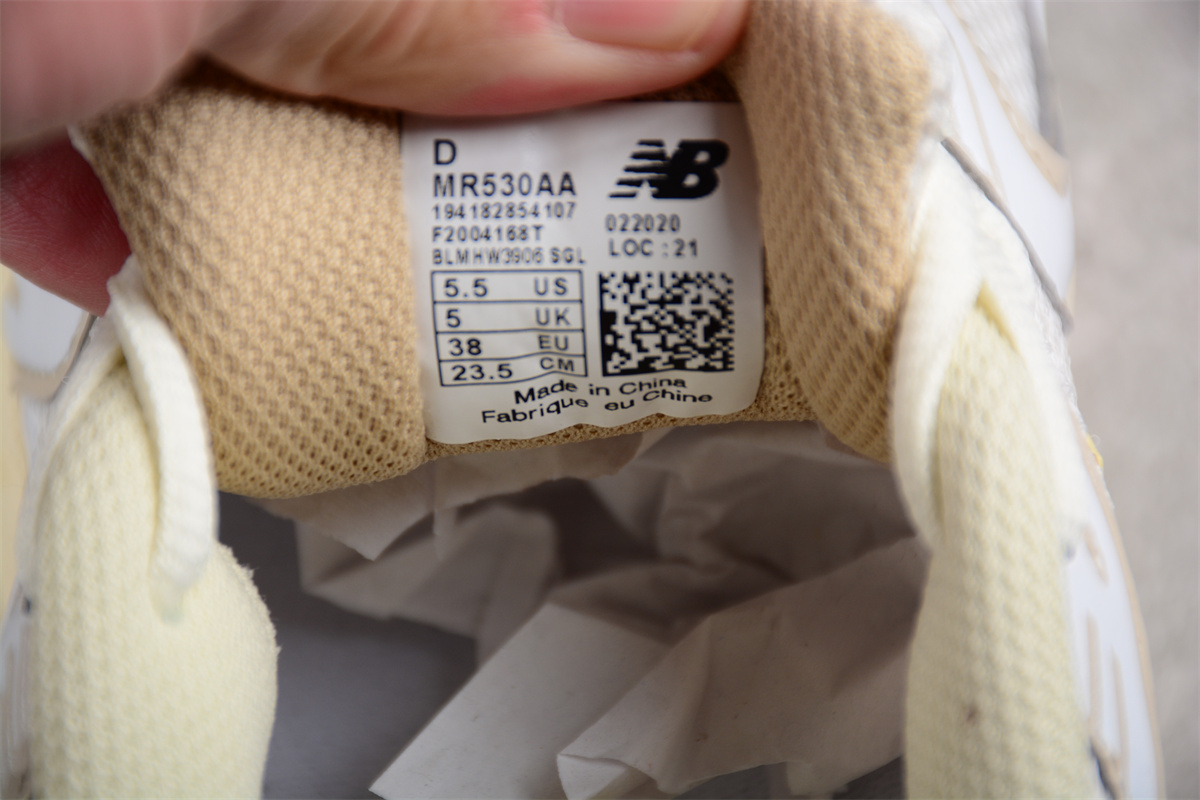 D
MR530AA
194182854107
F2004168T
BLMHW3906 SGL
NB
022020
LOC : 21
5.5 US
5 UK
38 EU
23.5 CM
Made in China
Fabrique eu Chine